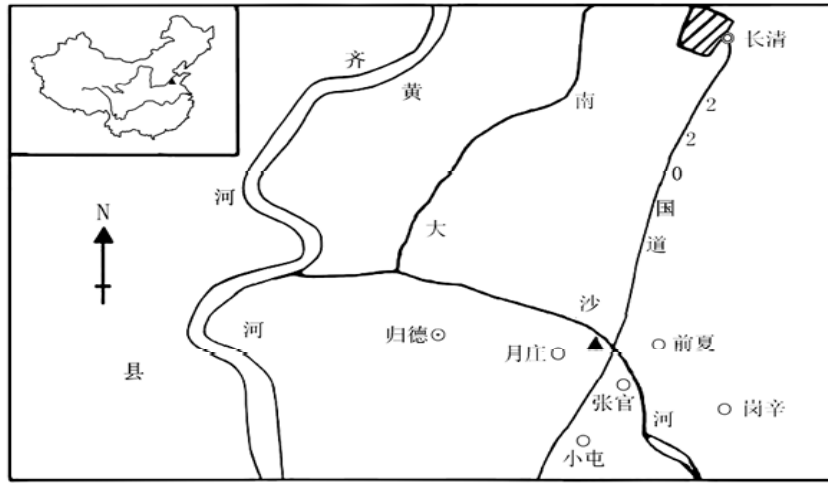 齐
黄
河
河
县
N
南
大
沙
河
长清
220国道
归德
月庄
前夏
张官
岗辛
小屯